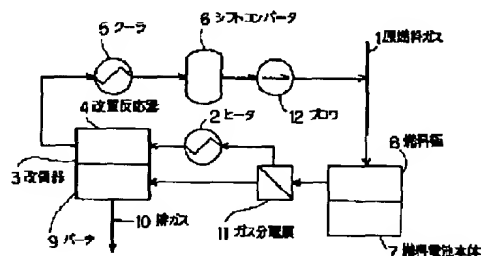 5 クーラ
6 シフトコンバータ
1 原燃料ガス
4 改質反応器
2 ヒータ
12 ブロワ
8 燃料極
3 改質器
9 バーナ
10 排ガス
11 ガス分離膜
7 燃料電池本体